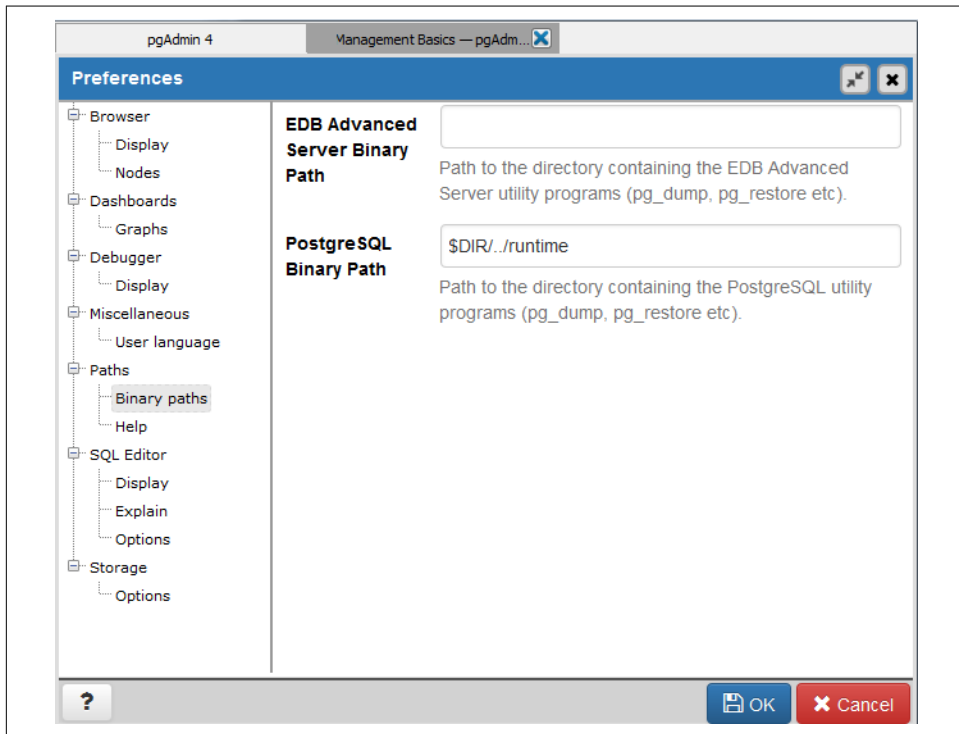 pgAdmin 4
Management Basics — pgAdm...
Preferences
Browser
Display
Nodes
Dashboards
Graphs
Debugger
Display
Miscellaneous
User language
Paths
Binary paths
Help
SQL Editor
Display
Explain
Options
Storage
Options
EDB Advanced
Server Binary
Path
Path to the directory containing the EDB Advanced
Server utility programs (pg_dump, pg_restore etc).
PostgreSQL
Binary Path
$DIR/../runtime
Path to the directory containing the PostgreSQL utility
programs (pg_dump, pg_restore etc).
?
OK
Cancel